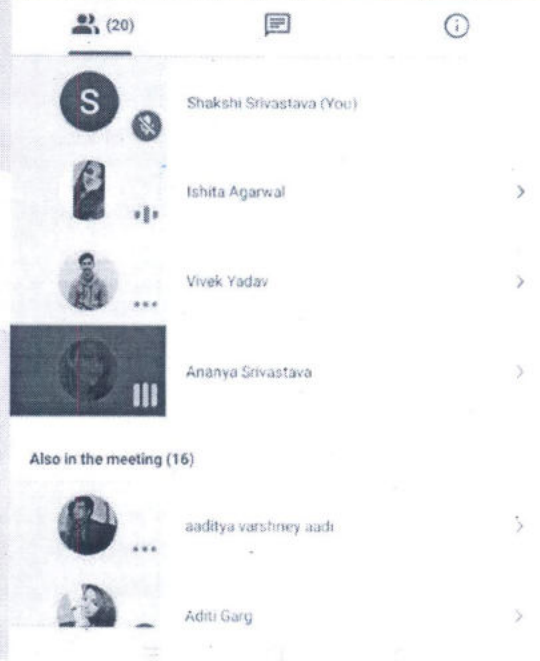 (20)
S
Shakshi Srivastava (You)
Ishita Agarwal
Vivek Yadav
Ananya Srivastava
Also in the meeting (16)
aaditya varshney aadi
Aditi Garg